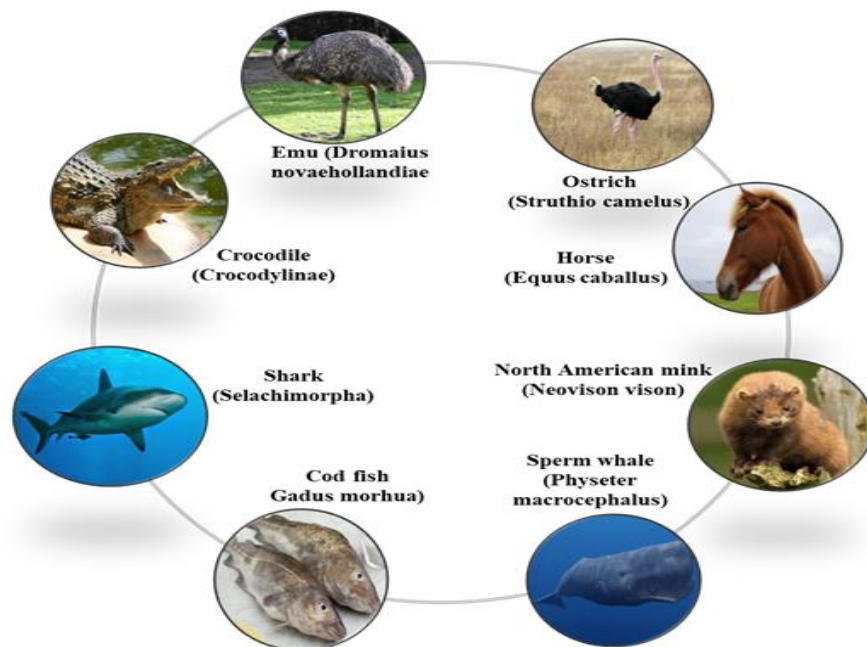 Emu (Dromaius
novaehollandiae
Ostrich
(Struthio camelus)
Crocodile
(Crocodylinae)
Horse
(Equus caballus)
Shark
(Selachimorpha)
North American mink
(Neovison vison)
Cod fish
Gadus morhua)
Sperm whale
(Physeter
macrocephalus)